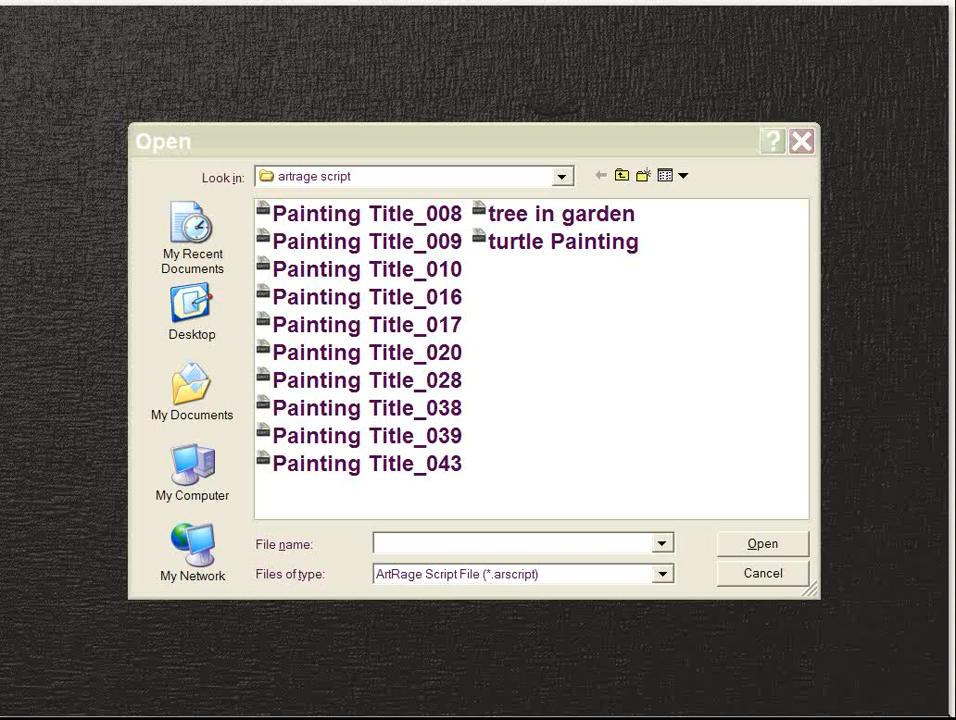 Open
Look in: artrage script
My Recent Documents
Desktop
My Documents
My Computer
My Network
Painting Title_008
Painting Title_009
Painting Title_010
Painting Title_016
Painting Title_017
Painting Title_020
Painting Title_028
Painting Title_038
Painting Title_039
Painting Title_043
tree in garden
turtle Painting
File name:
Open
Files of type: ArtRage Script File (*.arscript)
Cancel